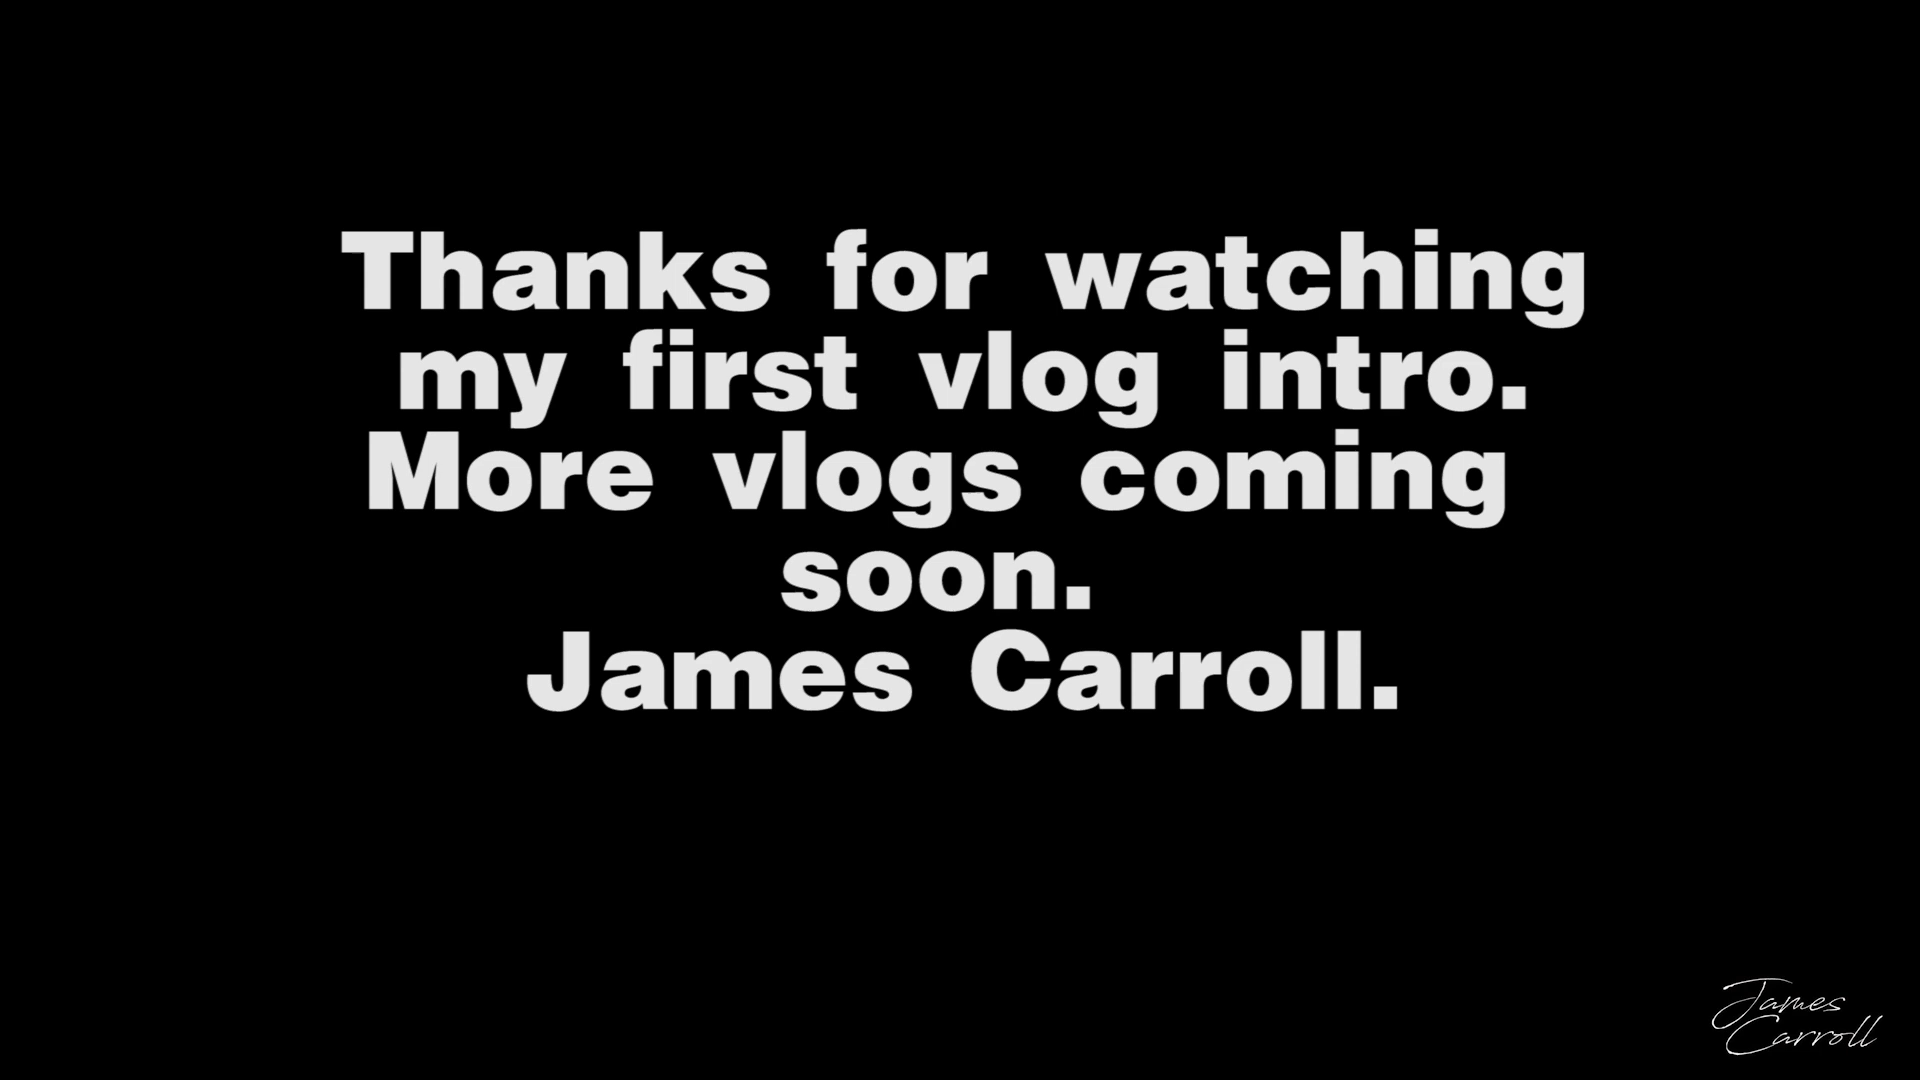 Thanks for watching
my first vlog intro.
More vlogs coming
soon.
James Carroll.
James
Carroll